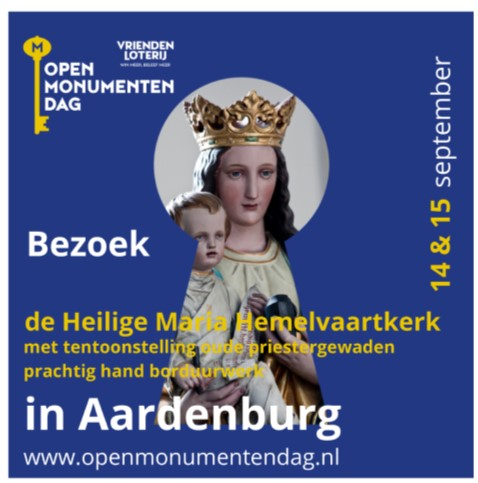 M
OPEN
MONUMENTEN
DAG
VRIENDEN
LOTERIJ
WIN MEER, BELEEF MEER
14 & 15 september
Bezoek
de Heilige Maria Hemelvaartkerk
met tentoonstelling oude priestergewaden
prachtig hand borduurwerk
in Aardenburg
www.openmonumentendag.nl